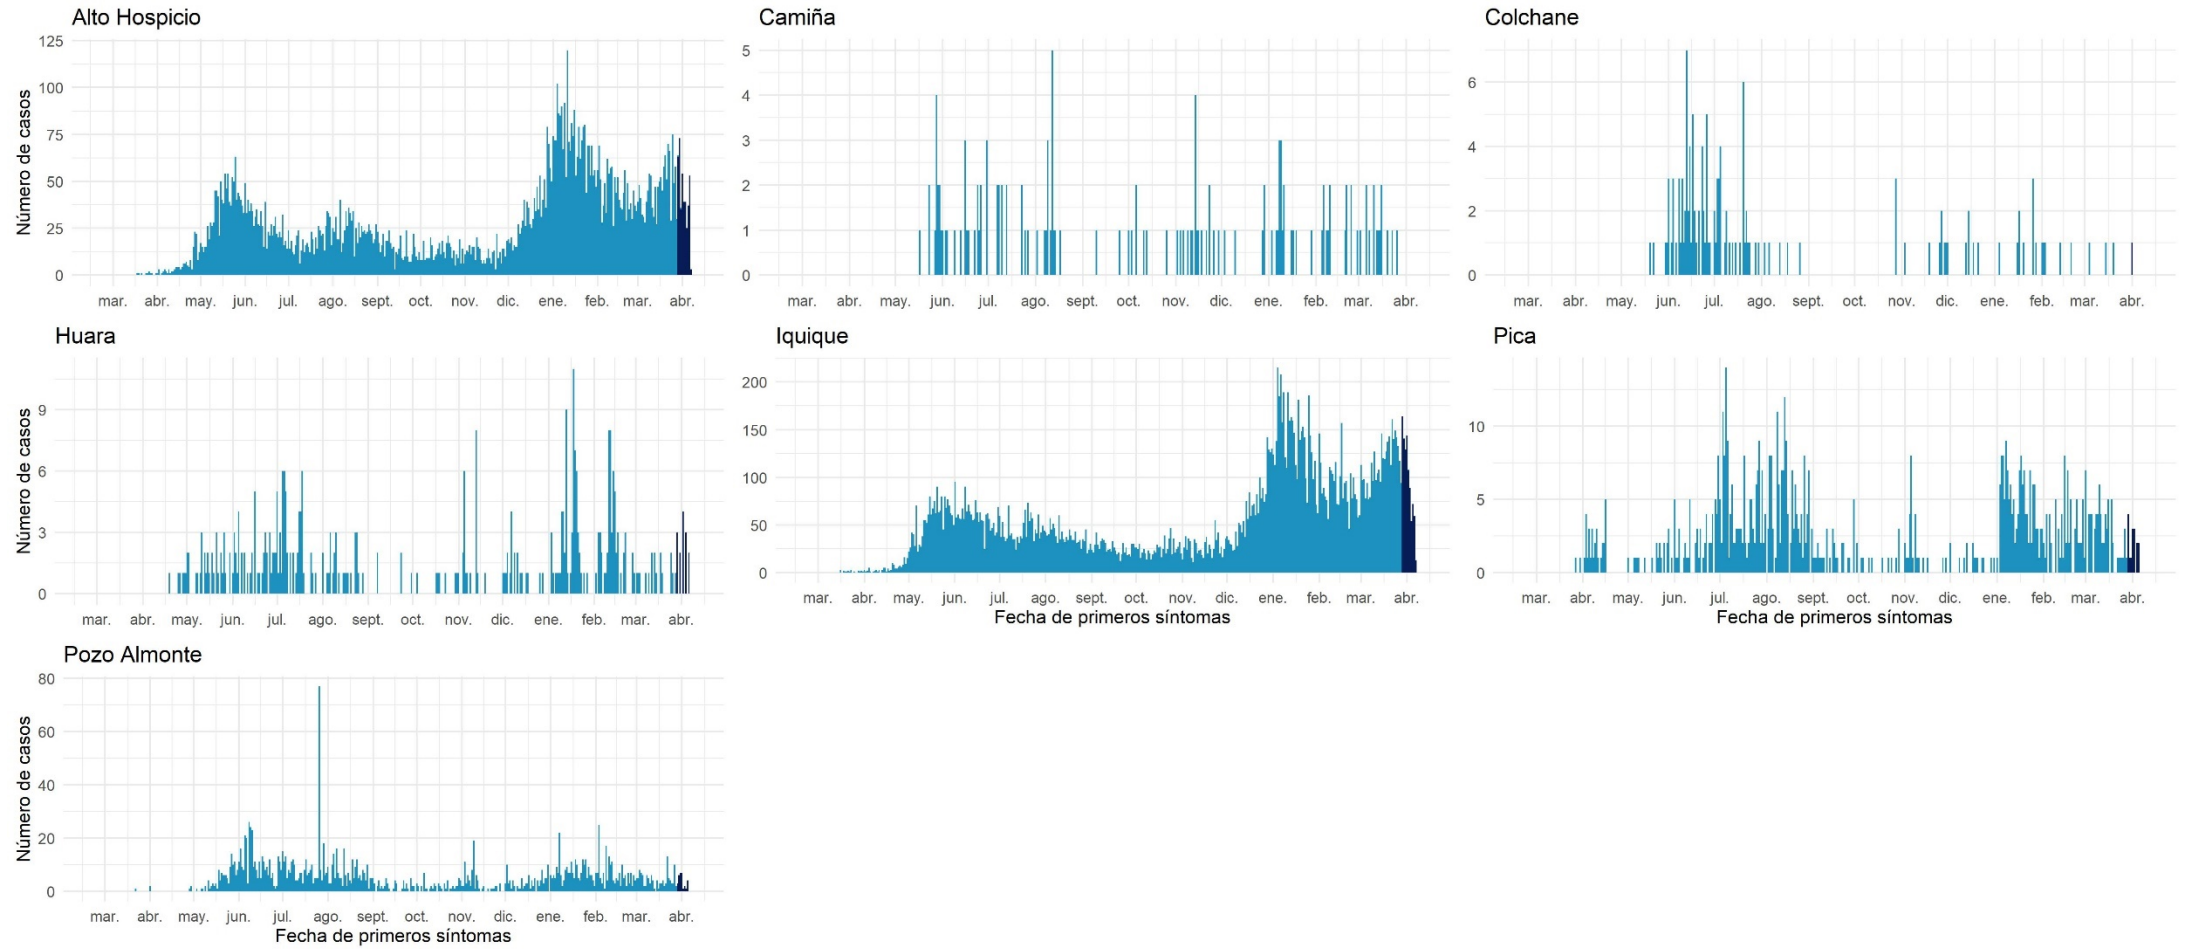 Alto Hospicio
Número de casos
125
100
75
50
25
0
mar. abr. may. jun. jul. ago. sept. oct. nov. dic. ene. feb. mar. abr.
Camiña
5
4
3
2
1
0
mar. abr. may. jun. jul. ago. sept. oct. nov. dic. ene. feb. mar. abr.
Colchane
6
4
2
0
mar. abr. may. jun. jul. ago. sept. oct. nov. dic. ene. feb. mar. abr.
Huara
Número de casos
9
6
3
0
mar. abr. may. jun. jul. ago. sept. oct. nov. dic. ene. feb. mar. abr.
Iquique
200
150
100
50
0
mar. abr. may. jun. jul. ago. sept. oct. nov. dic. ene. feb. mar. abr.
Fecha de primeros síntomas
Pica
10
5
0
mar. abr. may. jun. jul. ago. sept. oct. nov. dic. ene. feb. mar. abr.
Fecha de primeros síntomas
Pozo Almonte
Número de casos
80
60
40
20
0
mar. abr. may. jun. jul. ago. sept. oct. nov. dic. ene. feb. mar. abr.
Fecha de primeros síntomas